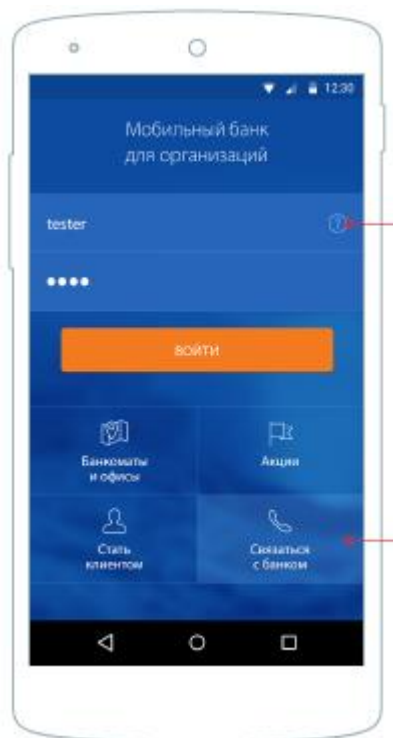 12:30
Мобильный банк
для организаций
tester
?
••••
ВОЙТИ
Банкоматы
и офисы
Акции
Стать
клиентом
Связаться
с банком